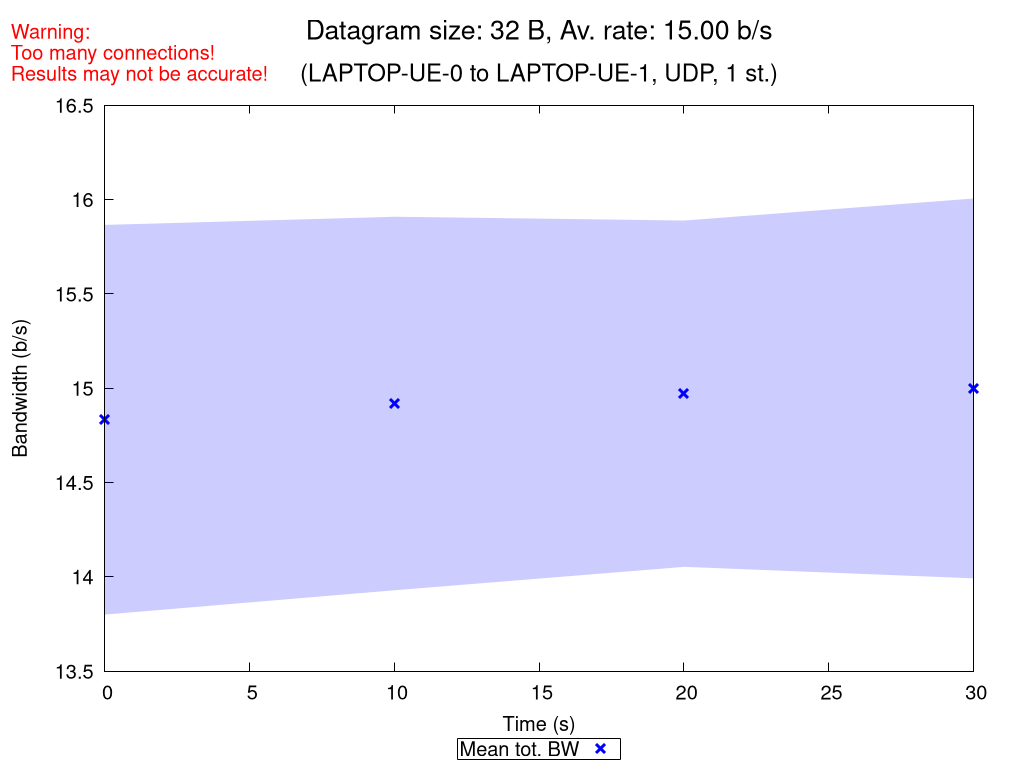 Warning:
Too many connections!
Results may not be accurate!
Datagram size: 32 B, Av. rate: 15.00 b/s
(LAPTOP-UE-0 to LAPTOP-UE-1, UDP, 1 st.)
16.5
16
15.5
15
14.5
14
13.5
Bandwidth (b/s)
0 5 10 15 20 25 30
Time (s)
Mean tot. BW